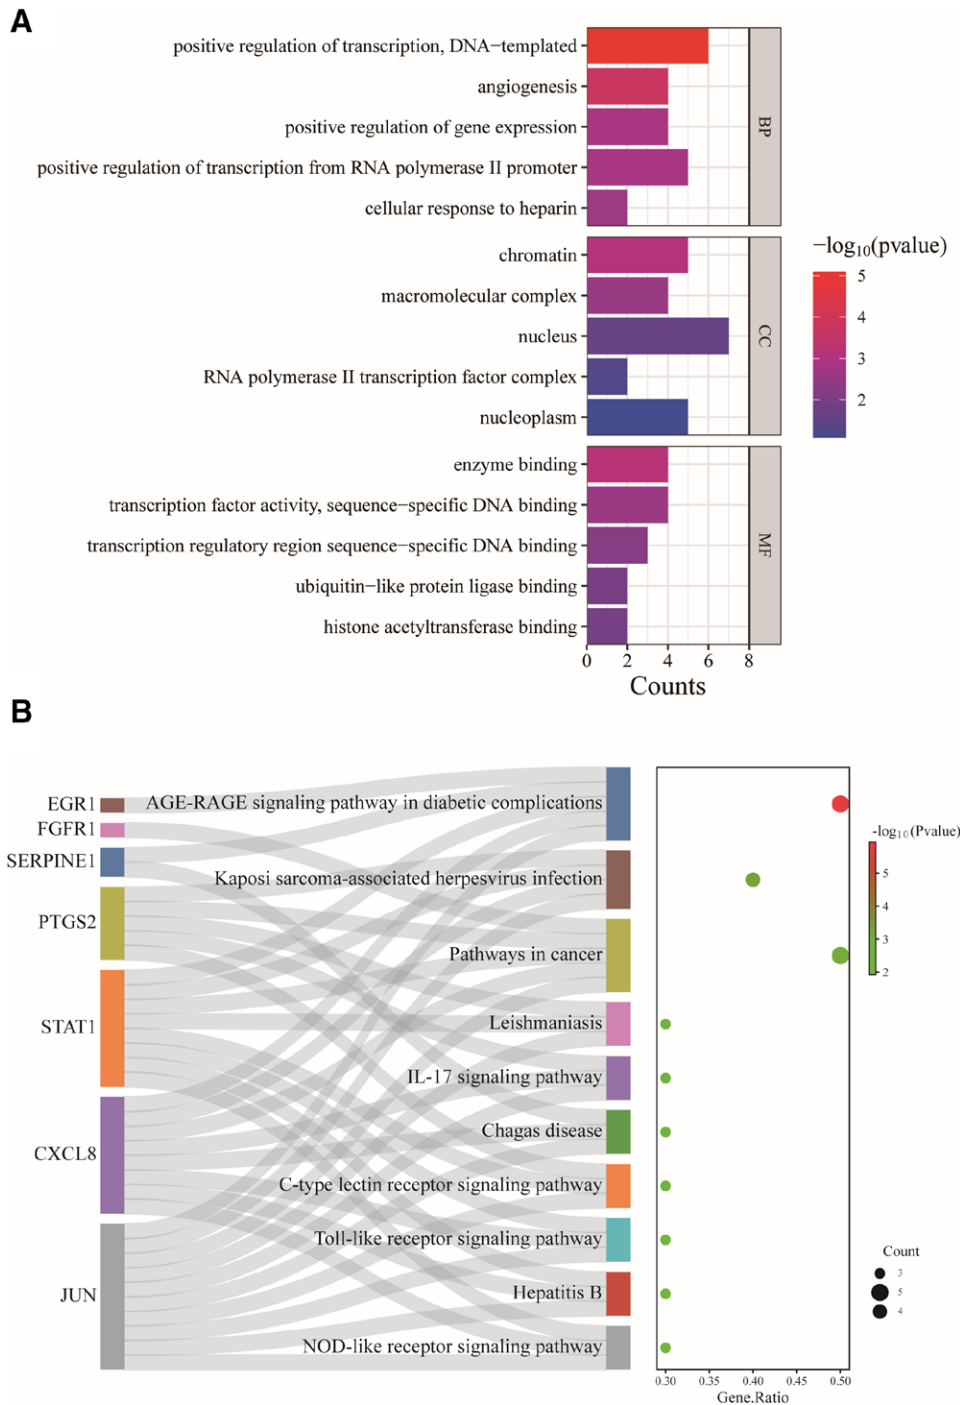 A
positive regulation of transcription, DNA−templated
angiogenesis
positive regulation of gene expression
positive regulation of transcription from RNA polymerase II promoter
cellular response to heparin
BP
chromatin
macromolecular complex
nucleus
RNA polymerase II transcription factor complex
nucleoplasm
CC
enzyme binding
transcription factor activity, sequence−specific DNA binding
transcription regulatory region sequence−specific DNA binding
ubiquitin−like protein ligase binding
histone acetyltransferase binding
MF
0 2 4 6 8
Counts
−log10(pvalue)
5
4
3
2
B
EGR1
FGFR1
SERPINE1
PTGS2
STAT1
CXCL8
JUN
AGE-RAGE signaling pathway in diabetic complications
Kaposi sarcoma-associated herpesvirus infection
Pathways in cancer
Leishmaniasis
IL-17 signaling pathway
Chagas disease
C-type lectin receptor signaling pathway
Toll-like receptor signaling pathway
Hepatitis B
NOD-like receptor signaling pathway
0.30 0.35 0.40 0.45 0.50
Gene.Ratio
-log10(Pvalue)
5
4
3
2
Count
3
5
4